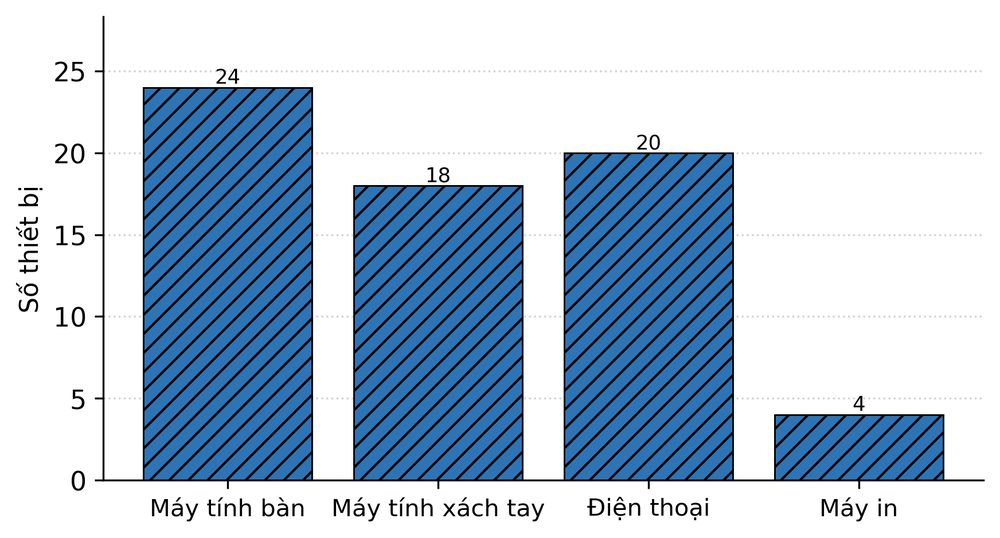 Số thiết bị
25
20
15
10
5
0
24
18
20
4
Máy tính bàn
Máy tính xách tay
Điện thoại
Máy in